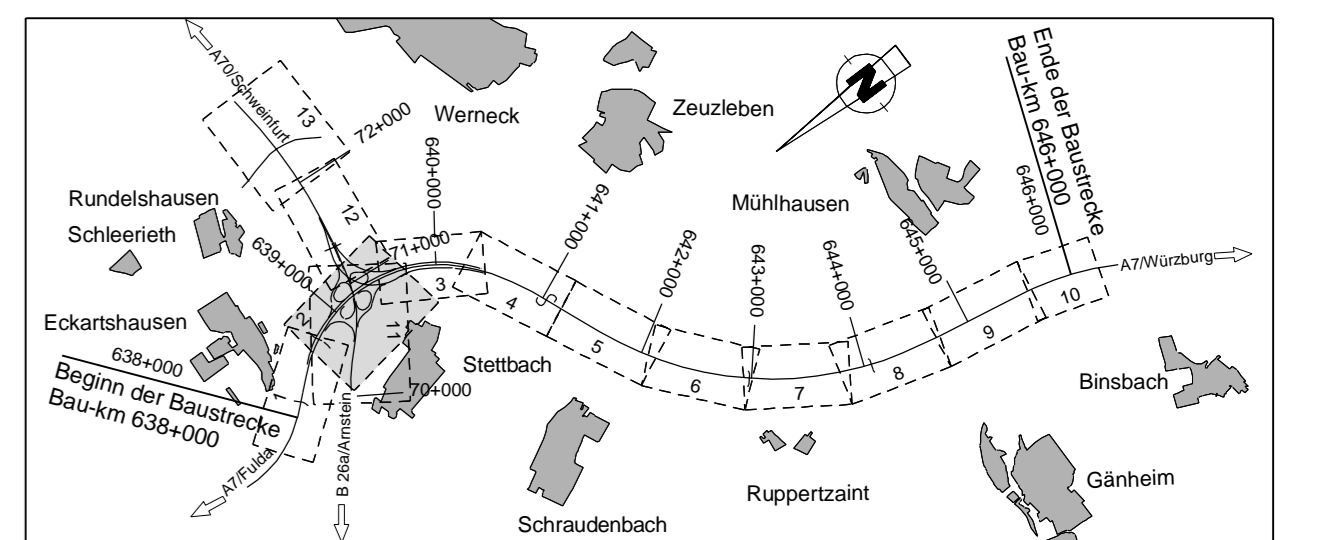 A70/Schweinfurt
13
72+000
Werneck
Zeuzleben
N
Ende der Baustrecke
Bau-km 646+000
646+000
640+000
Rundelshausen
Schleerieth
12
639+000
71+000
641+000
Mühlhausen
642+000
643+000
644+000
645+000
A7/Würzburg
Eckartshausen
2
3
4
5
6
7
8
9
10
11
638+000
Beginn der Baustrecke
Bau-km 638+000
Stettbach
70+000
Binsbach
A7/Fulda
B 26a/Arnstein
Schraudenbach
Ruppertzaint
Gänheim